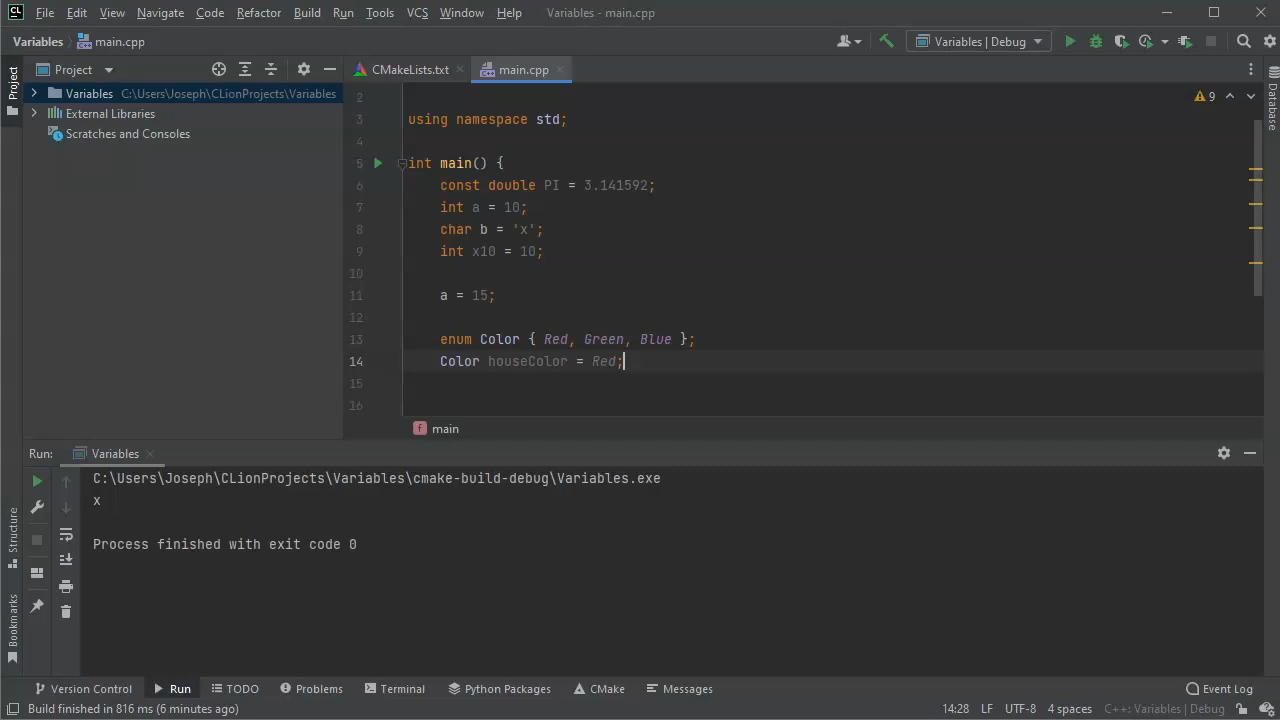 CL File Edit View Navigate Code Refactor Build Run Tools VCS Window Help Variables - main.cpp
Variables main.cpp Variables | Debug
Project CMakeLists.txt main.cpp
Project
Variables C:\Users\Joseph\CLionProjects\Variables
External Libraries
Scratches and Consoles
Database
9
2
3 using namespace std;
4
5 int main() {
6 const double PI = 3.141592;
7 int a = 10;
8 char b = 'x';
9 int x10 = 10;
10
11 a = 15;
12
13 enum Color { Red, Green, Blue };
14 Color houseColor = Red;
15
16
f main
Run: Variables
C:\Users\Joseph\CLionProjects\Variables\cmake-build-debug\Variables.exe
x
Process finished with exit code 0
Structure
Bookmarks
Version Control Run TODO Problems Terminal Python Packages CMake Messages Event Log
Build finished in 816 ms (6 minutes ago) 14:28 LF UTF-8 4 spaces C++: Variables | Debug